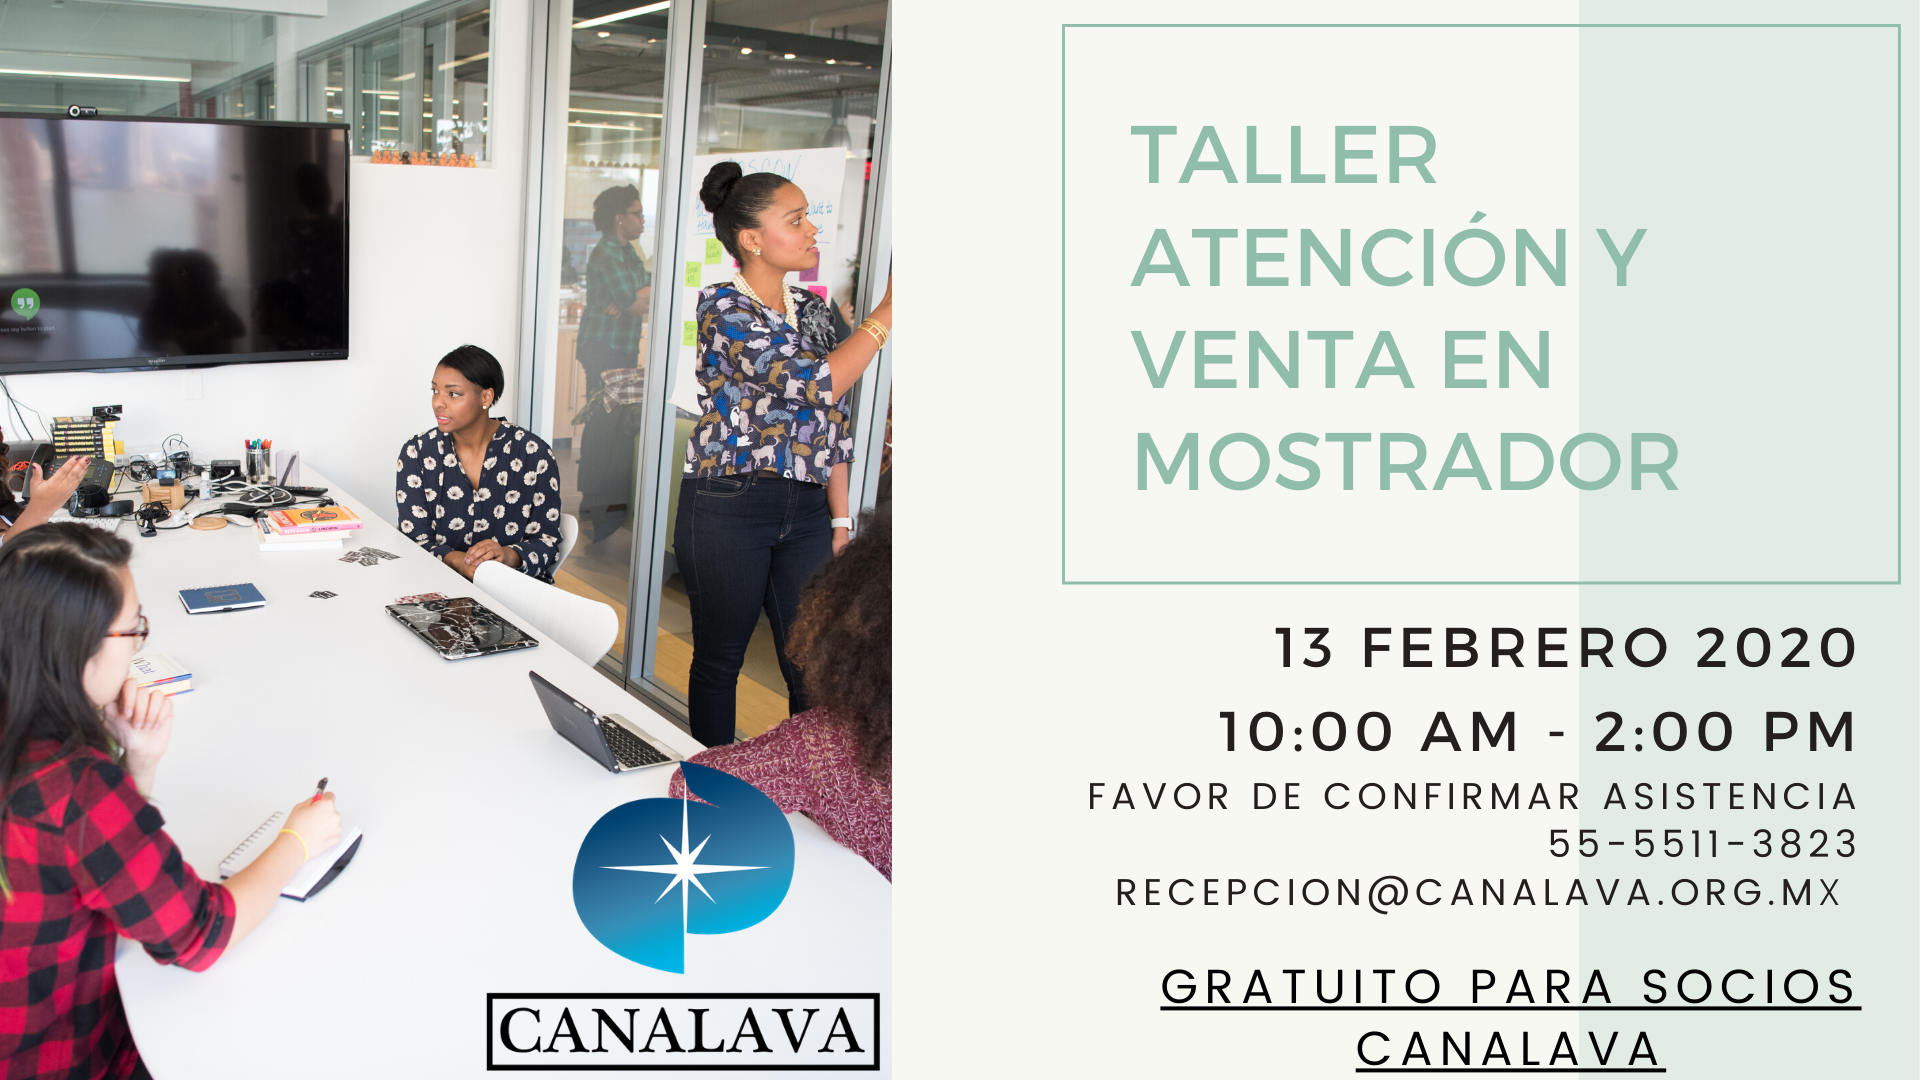 TALLER
ATENCIÓN Y
VENTA EN
MOSTRADOR
13 FEBRERO 2020
10:00 AM - 2:00 PM
FAVOR DE CONFIRMAR ASISTENCIA
55-5511-3823
RECEPCION@CANALAVA.ORG.MX
GRATUITO PARA SOCIOS
CANALAVA
CANALAVA